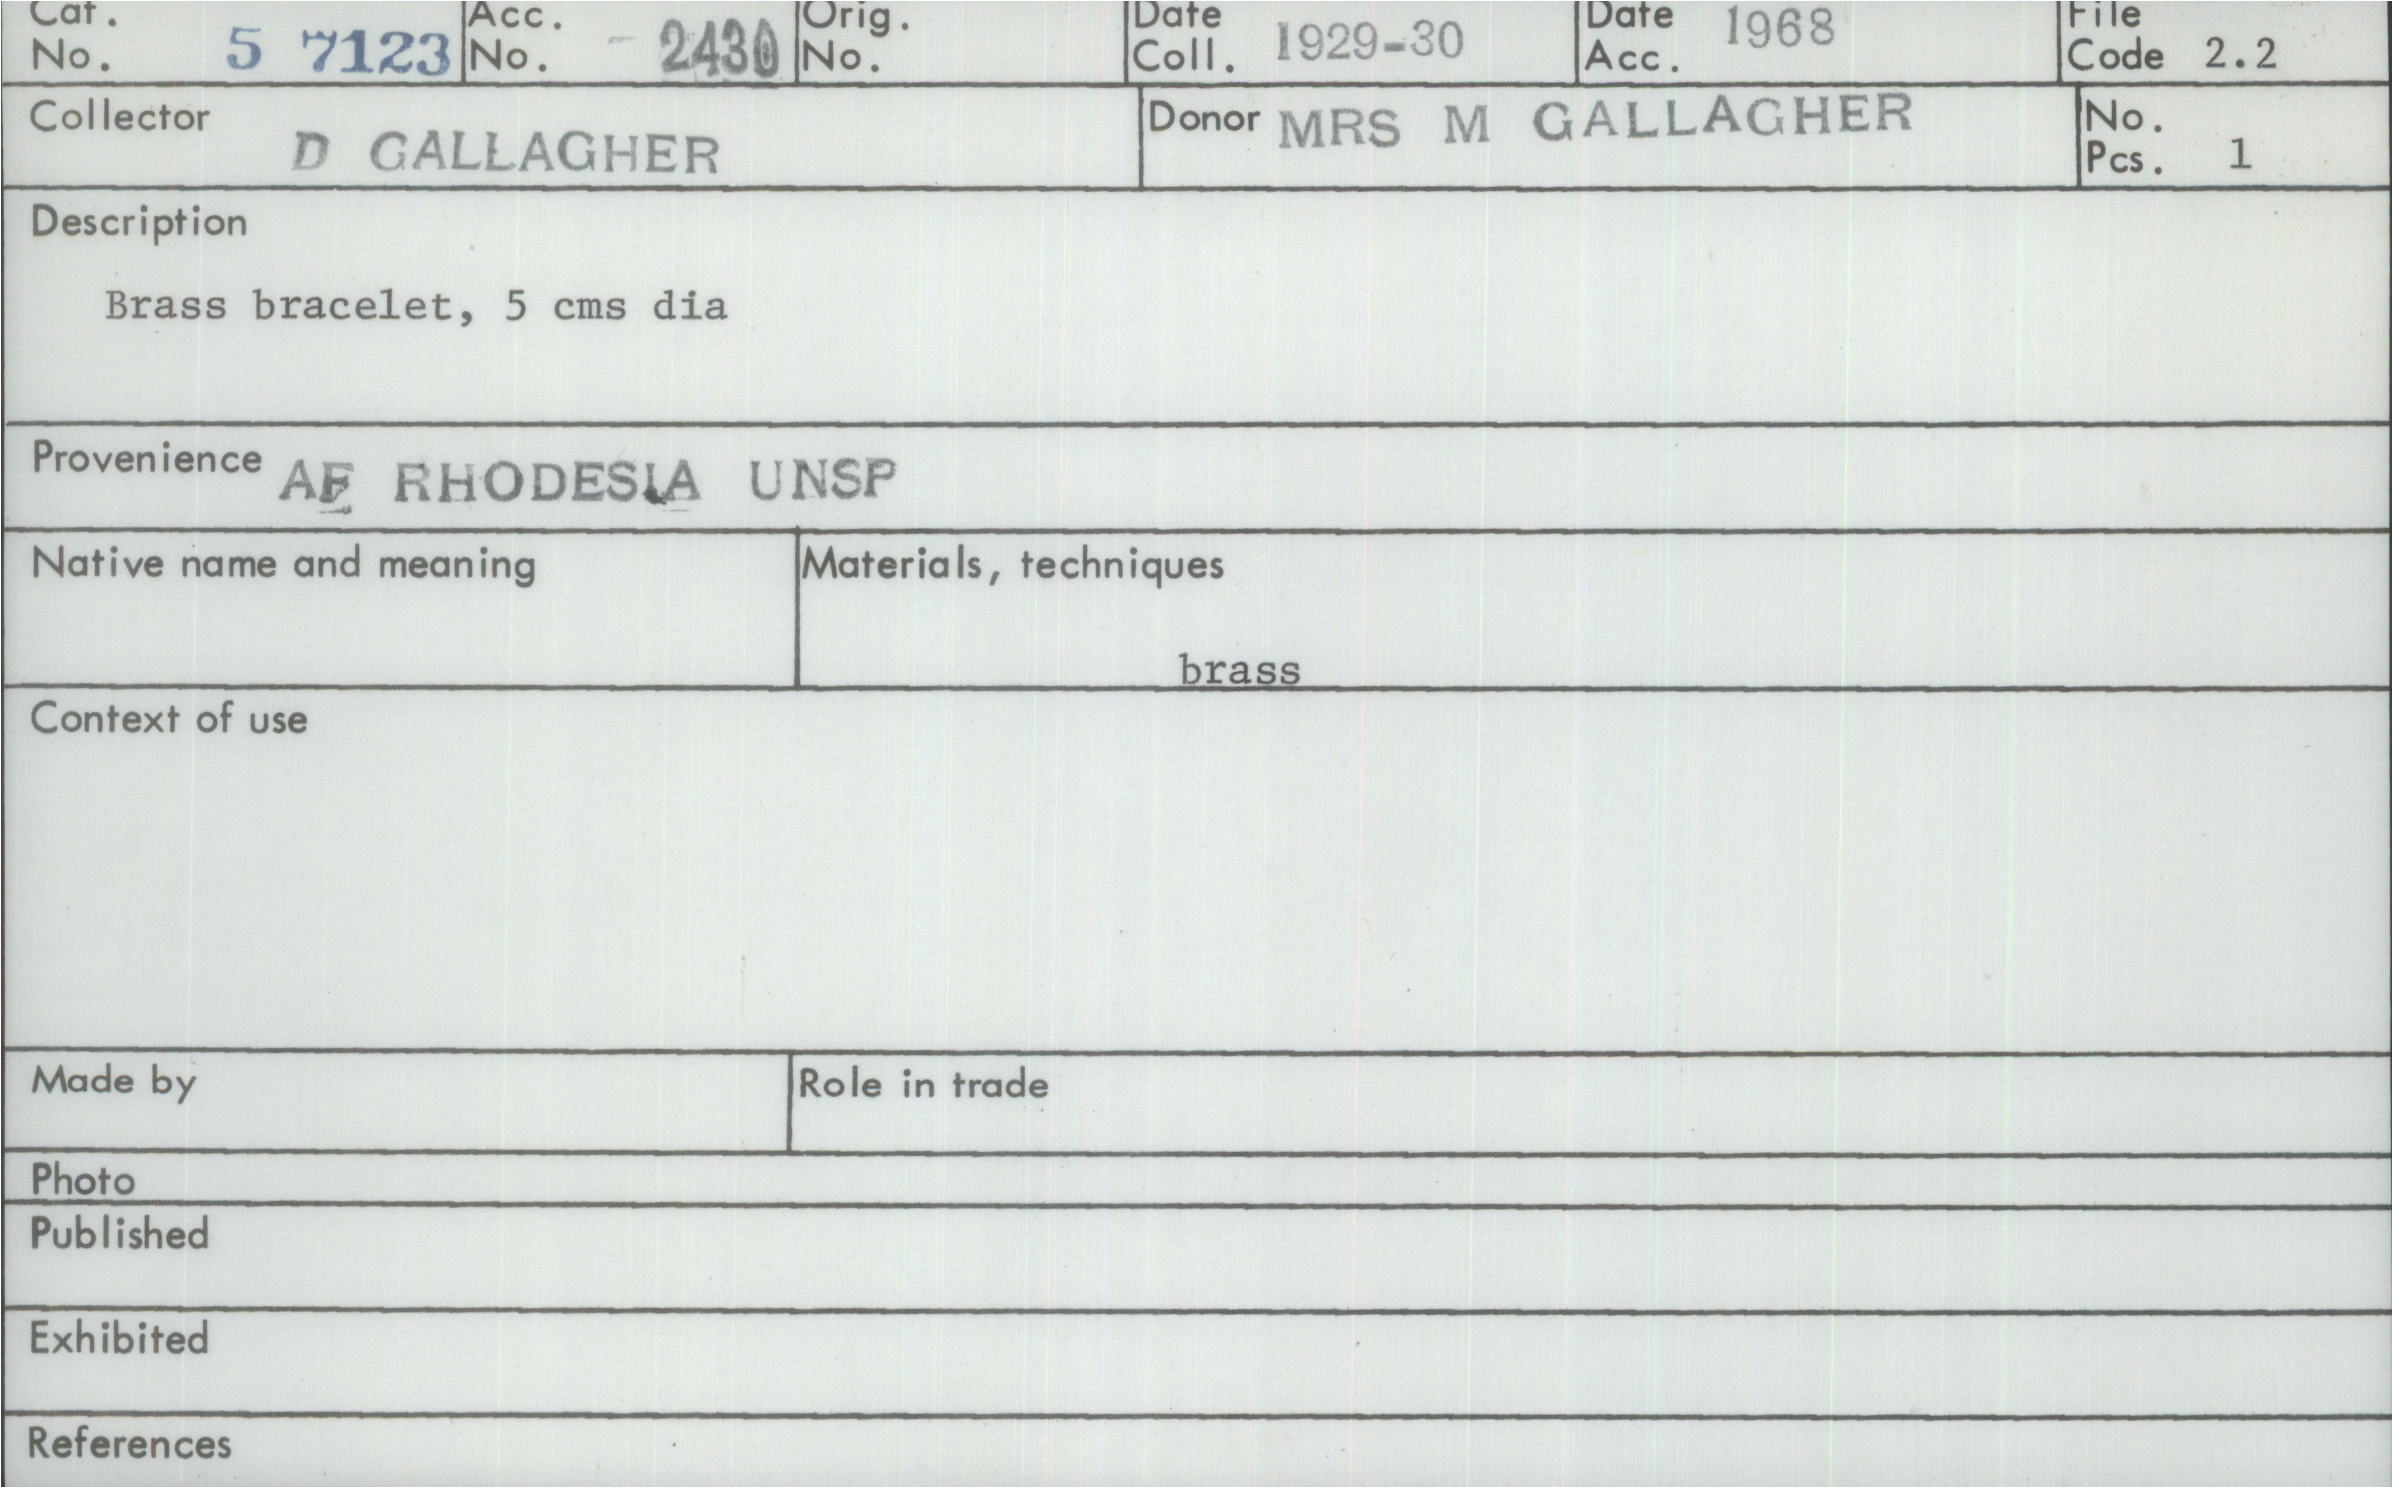 Cat. No. 5 7123
Acc. No. - 2430
Orig. No.
Date Coll. 1929-30
Date Acc. 1968
File Code 2.2
Collector D GALLAGHER
Donor MRS M GALLAGHER
No. Pcs. 1
Description
Brass bracelet, 5 cms dia
Provenience AF RHODESIA UNSP
Native name and meaning
Materials, techniques
brass
Context of use
Made by
Role in trade
Photo
Published
Exhibited
References